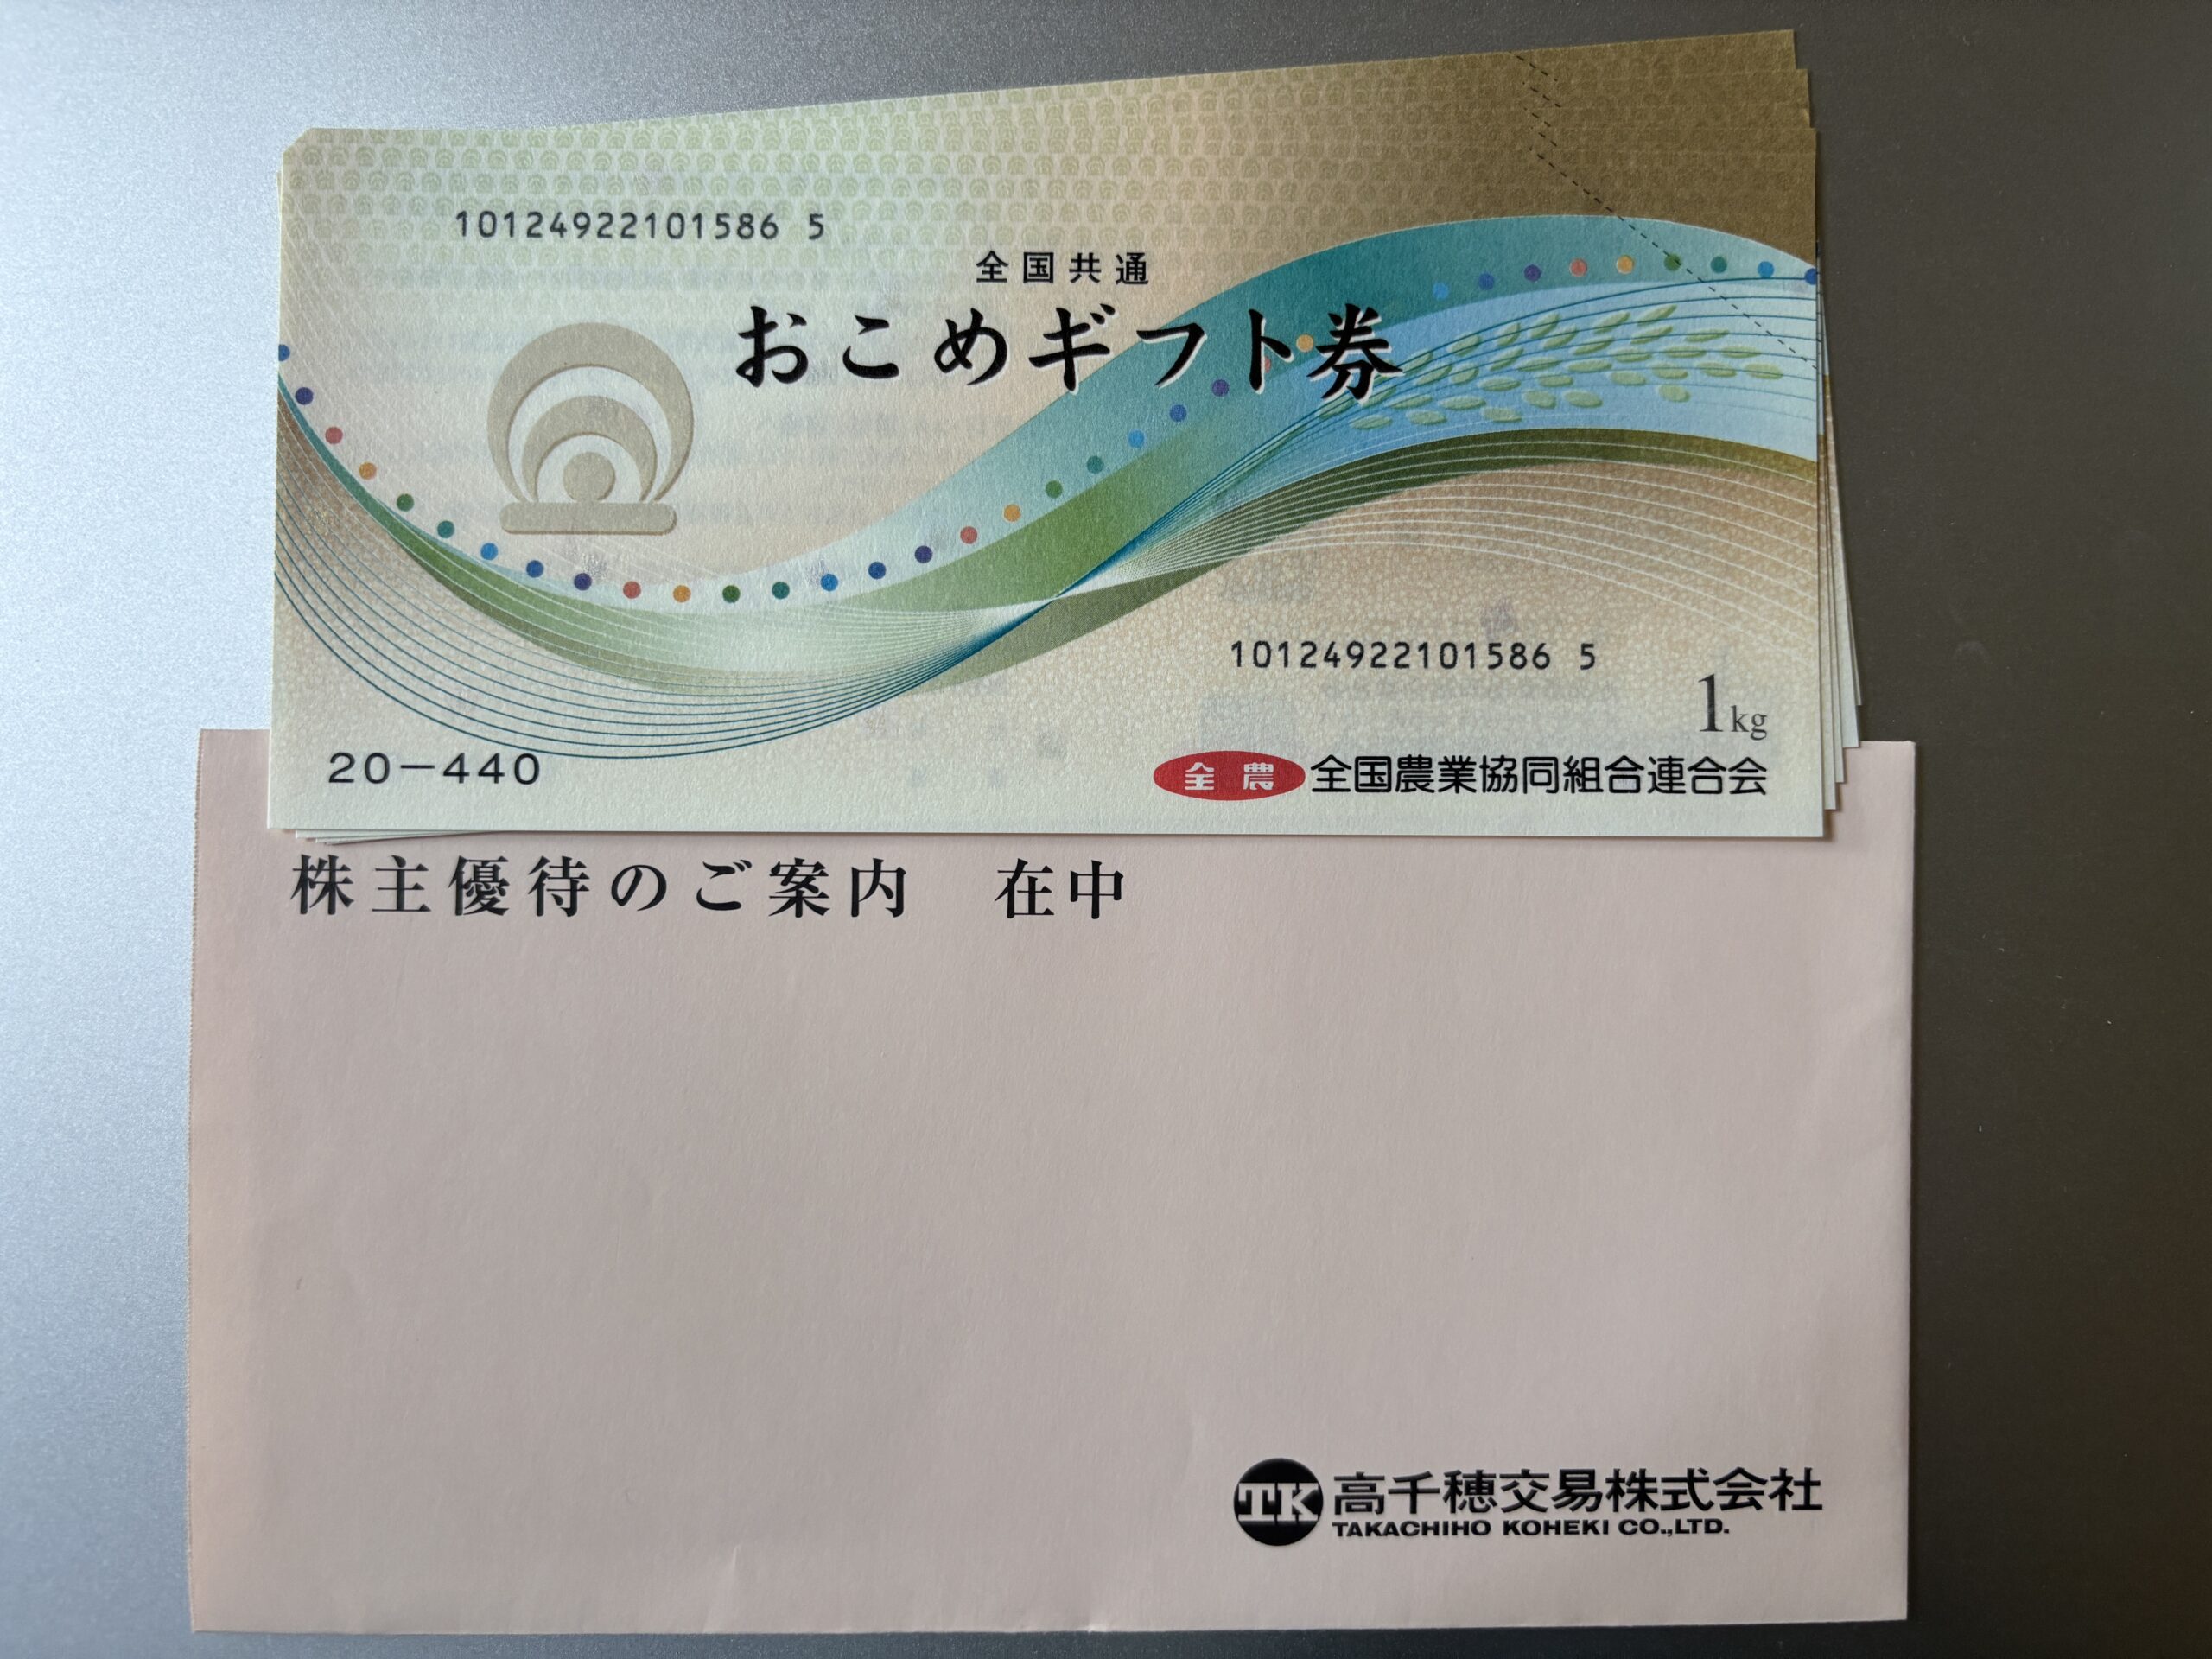 10124922101586 5
全国共通
おこめギフト券
10124922101586 5
1kg
20-440
全農 全国農業協同組合連合会
株主優待のご案内 在中
TK 高千穂交易株式会社
TAKACHIHO KOHEKI CO.,LTD.